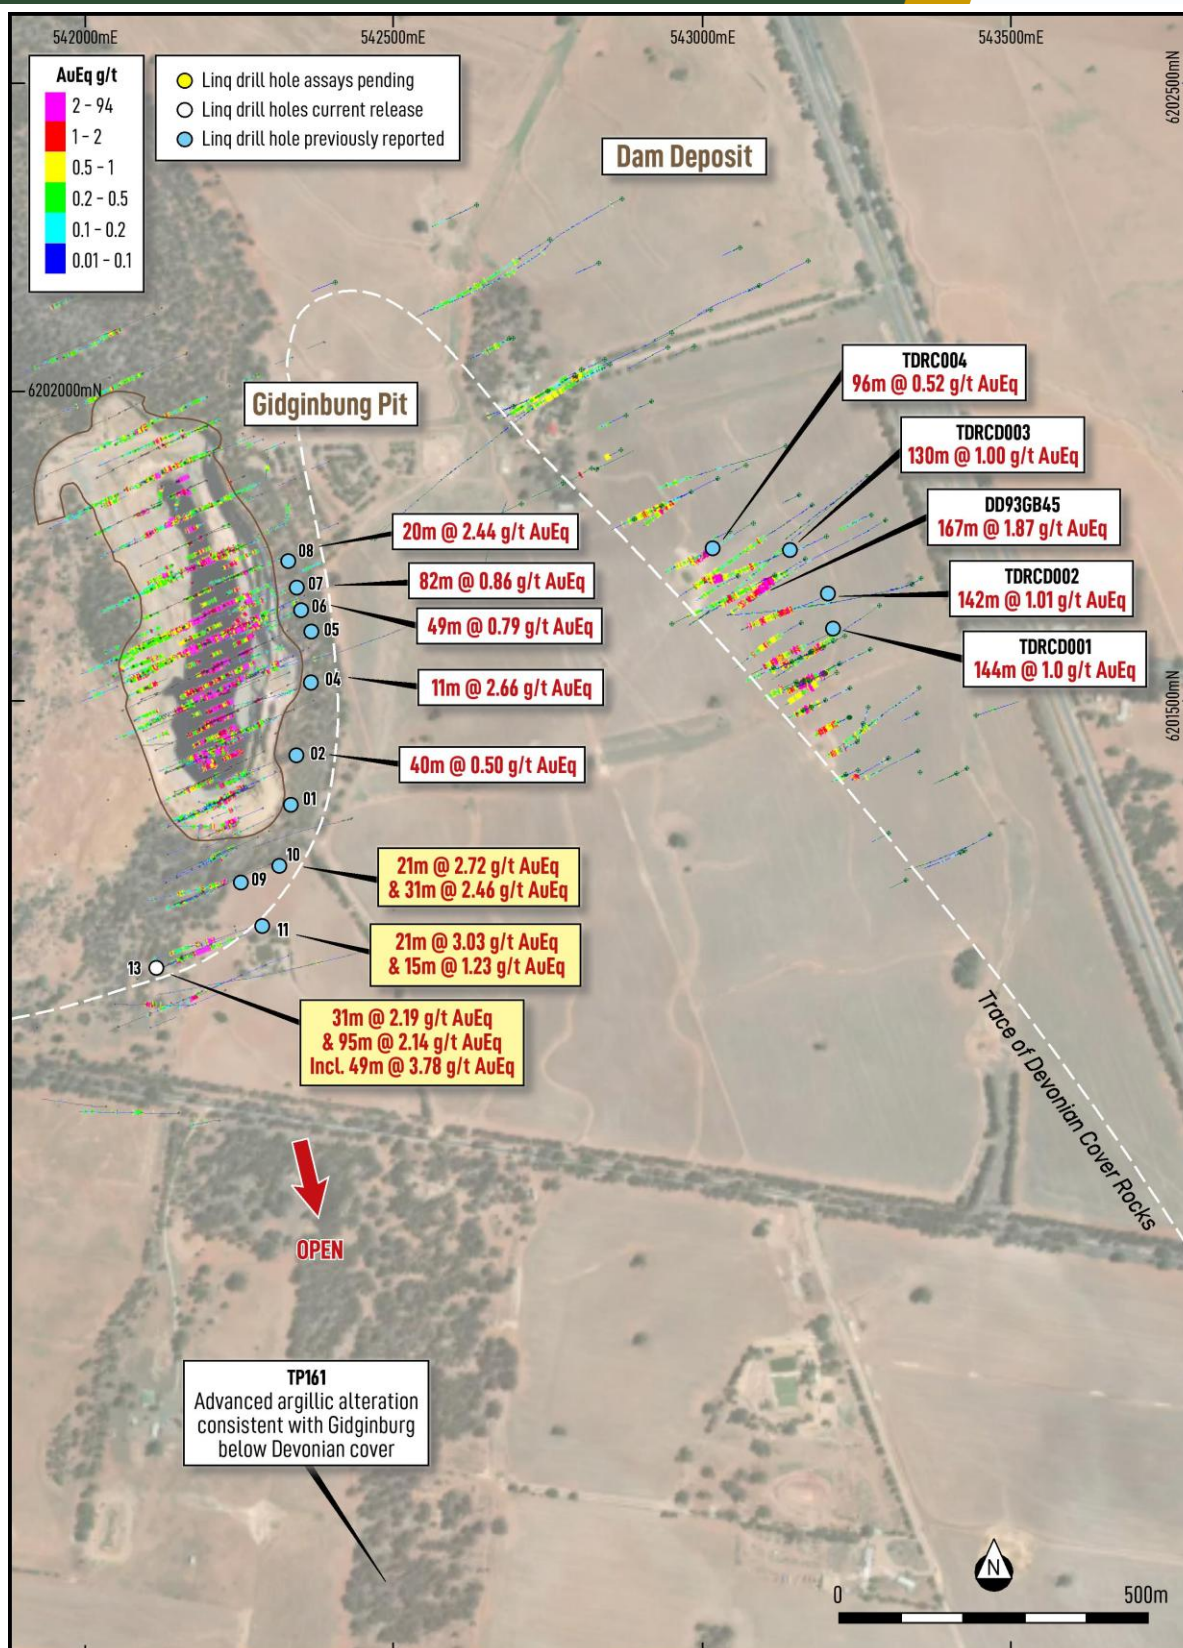 542000mE
542500mE
543000mE
543500mE
6202500mN
AuEq g/t
2 - 94
1 - 2
0.5 - 1
0.2 - 0.5
0.1 - 0.2
0.01 - 0.1
Linq drill hole assays pending
Linq drill holes current release
Linq drill hole previously reported
Dam Deposit
6202000mN
Gidginbung Pit
TDRC004
96m @ 0.52 g/t AuEq
TDRCD003
130m @ 1.00 g/t AuEq
DD93GB45
167m @ 1.87 g/t AuEq
TDRCD002
142m @ 1.01 g/t AuEq
TDRCD001
144m @ 1.0 g/t AuEq
6201500mN
08
20m @ 2.44 g/t AuEq
07
82m @ 0.86 g/t AuEq
06
49m @ 0.79 g/t AuEq
05
04
11m @ 2.66 g/t AuEq
02
40m @ 0.50 g/t AuEq
01
10
21m @ 2.72 g/t AuEq
& 31m @ 2.46 g/t AuEq
09
11
21m @ 3.03 g/t AuEq
& 15m @ 1.23 g/t AuEq
13
31m @ 2.19 g/t AuEq
& 95m @ 2.14 g/t AuEq
Incl. 49m @ 3.78 g/t AuEq
Trace of Devonian Cover Rocks
OPEN
TP161
Advanced argillic alteration
consistent with Gidginburg
below Devonian cover
N
0
500m